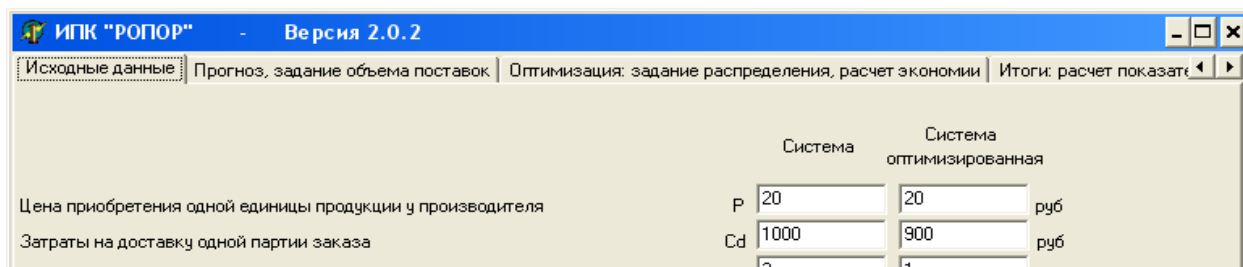 ИПК "РОПОР" - Версия 2.0.2
Исходные данные Прогноз, задание объема поставок Оптимизация: задание распределения, расчет экономии Итоги: расчет
Система Система оптимизированная
Цена приобретения одной единицы продукции у производителя P 20 20 руб
Затраты на доставку одной партии заказа Cd 1000 900 руб